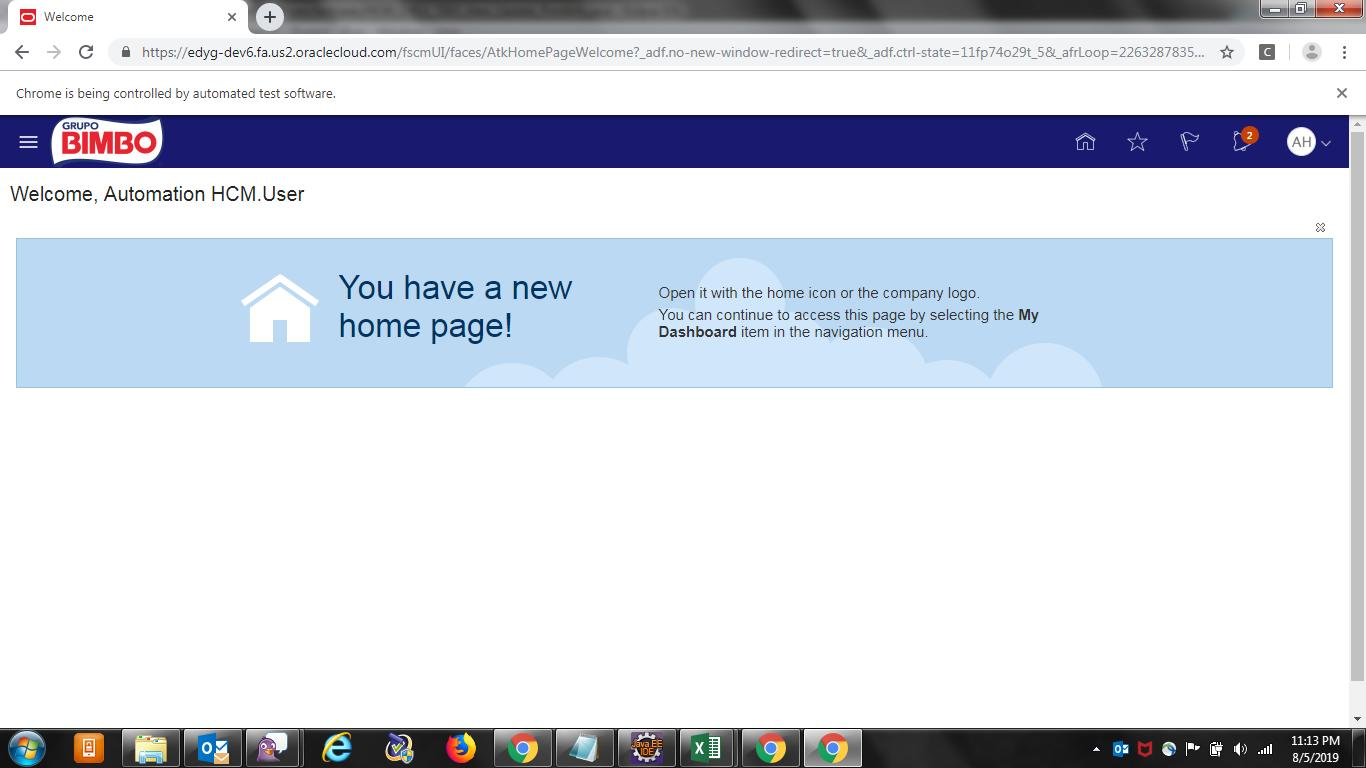 Welcome
https://edyg-dev6.fa.us2.oraclecloud.com/fscmUI/faces/AtkHomePageWelcome?_adf.no-new-window-redirect=true&_adf.ctrl-state=11fp74o29t_5&_afrLoop=2263287835...
C
Chrome is being controlled by automated test software.
GRUPO
BIMBO
2
AH
Welcome, Automation HCM.User
You have a new
home page!
Open it with the home icon or the company logo.
You can continue to access this page by selecting the My
Dashboard item in the navigation menu.
Java EE
IDE
11:13 PM
8/5/2019